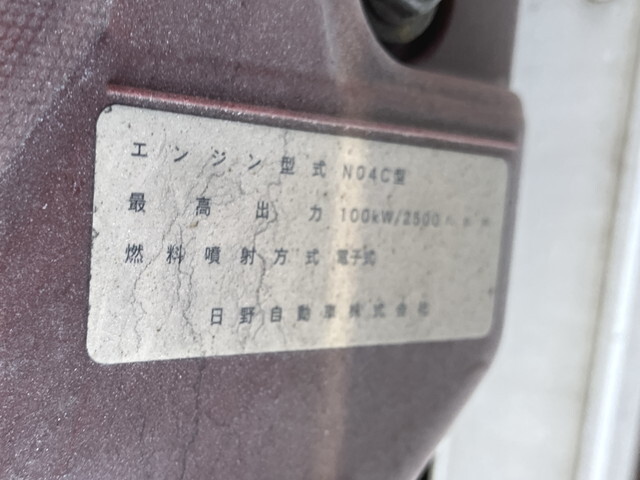 エンジン型式 N04C型
最高出力 100kW/2500
燃料噴射方式 電子式
日野自動車株式会社